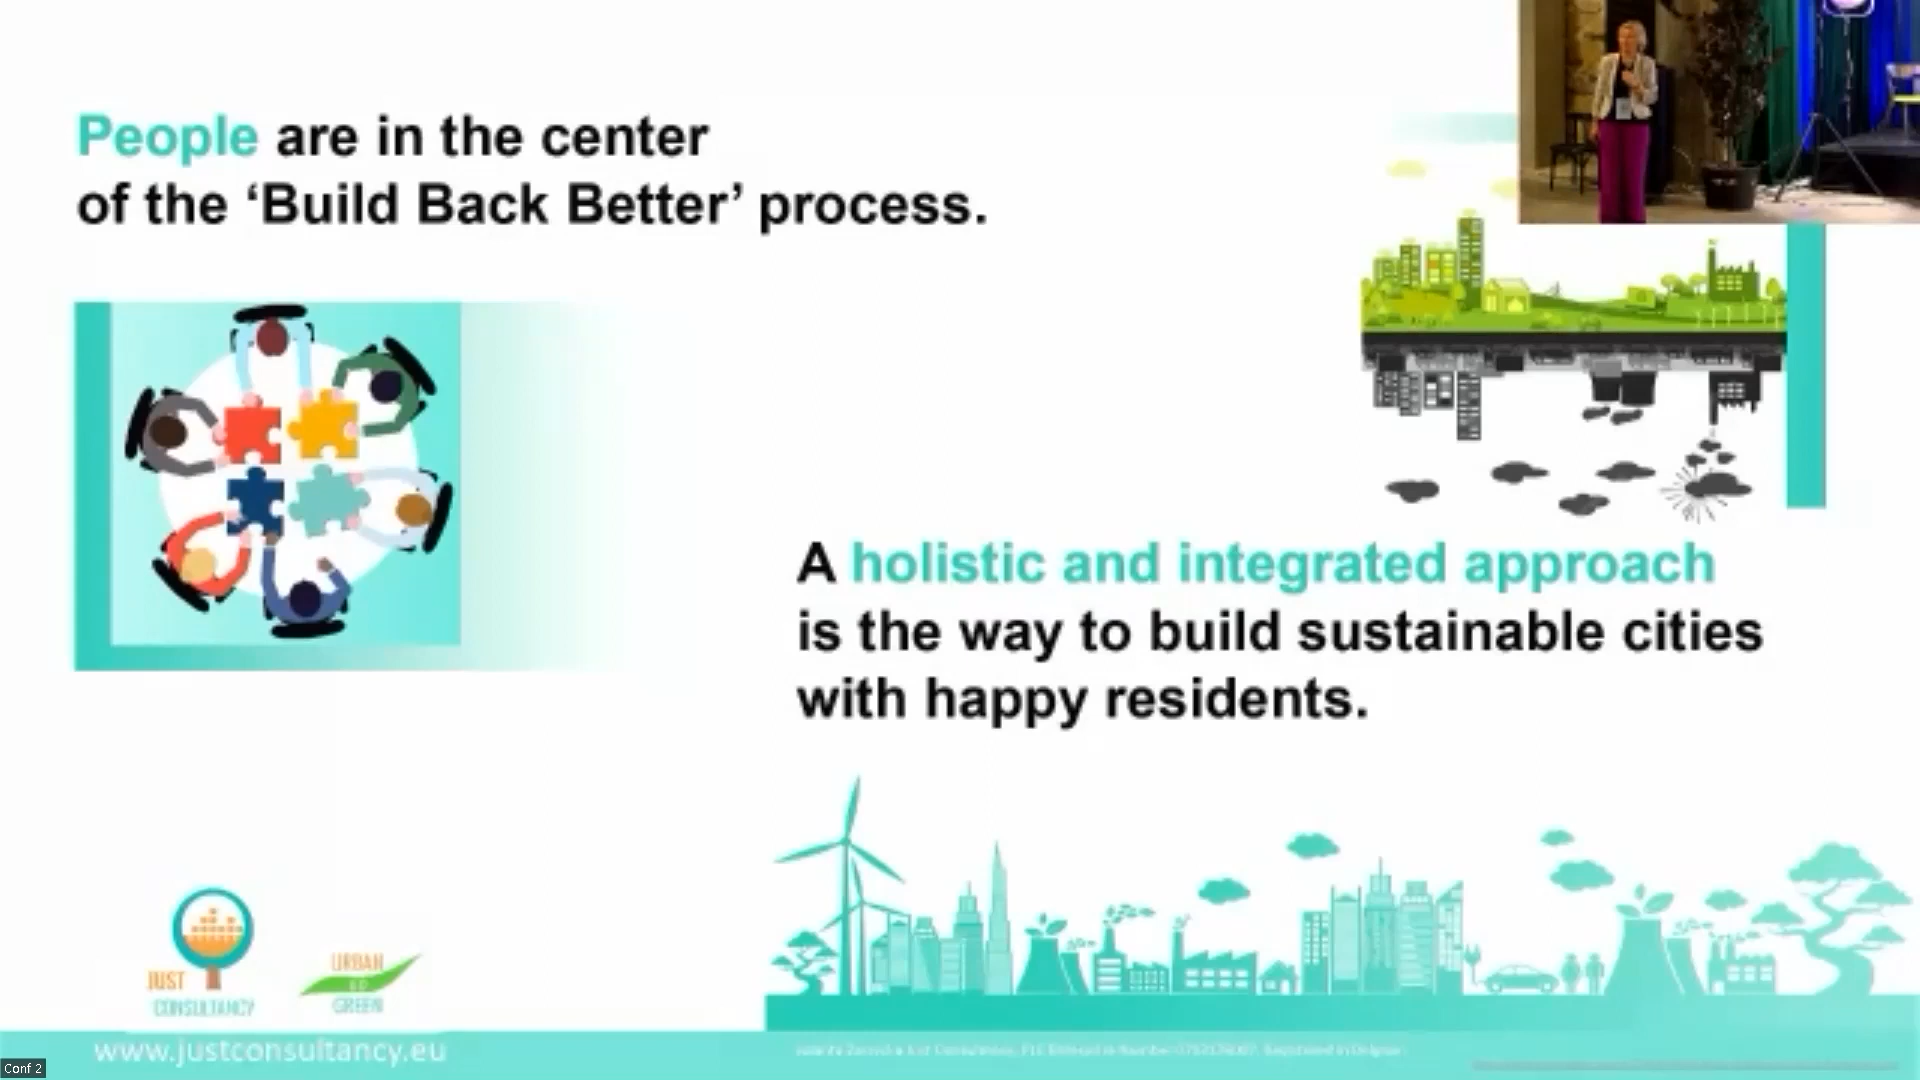 People are in the center
of the ‘Build Back Better’ process.
A holistic and integrated approach
is the way to build sustainable cities
with happy residents.
JUST
CONSULTANCY
URBAN
GREEN
www.justconsultancy.eu
Conf 2